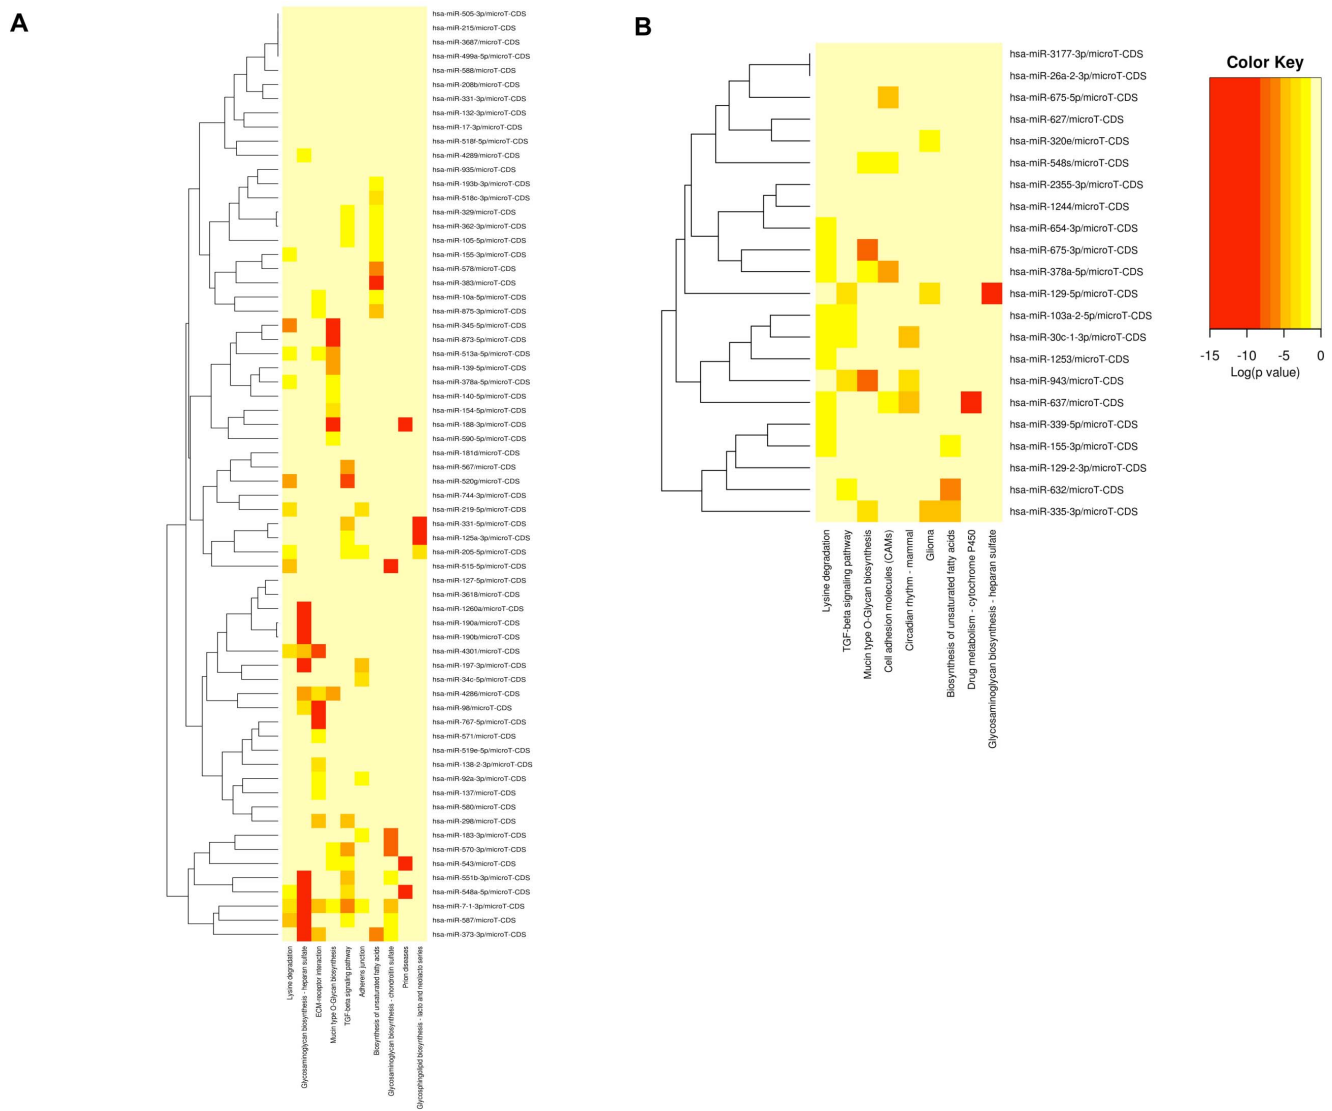 A
hsa-miR-505-3p/microT-CDS
hsa-miR-215/microT-CDS
hsa-miR-3687/microT-CDS
hsa-miR-499a-5p/microT-CDS
hsa-miR-588/microT-CDS
hsa-miR-208b/microT-CDS
hsa-miR-331-3p/microT-CDS
hsa-miR-132-3p/microT-CDS
hsa-miR-17-3p/microT-CDS
hsa-miR-518f-5p/microT-CDS
hsa-miR-4289/microT-CDS
hsa-miR-935/microT-CDS
hsa-miR-193b-3p/microT-CDS
hsa-miR-518c-3p/microT-CDS
hsa-miR-329/microT-CDS
hsa-miR-362-3p/microT-CDS
hsa-miR-105-5p/microT-CDS
hsa-miR-155-3p/microT-CDS
hsa-miR-578/microT-CDS
hsa-miR-383/microT-CDS
hsa-miR-10a-5p/microT-CDS
hsa-miR-875-3p/microT-CDS
hsa-miR-345-5p/microT-CDS
hsa-miR-873-5p/microT-CDS
hsa-miR-513a-5p/microT-CDS
hsa-miR-139-5p/microT-CDS
hsa-miR-378a-5p/microT-CDS
hsa-miR-140-5p/microT-CDS
hsa-miR-154-5p/microT-CDS
hsa-miR-188-3p/microT-CDS
hsa-miR-590-5p/microT-CDS
hsa-miR-181d/microT-CDS
hsa-miR-567/microT-CDS
hsa-miR-520g/microT-CDS
hsa-miR-744-3p/microT-CDS
hsa-miR-219-5p/microT-CDS
hsa-miR-331-5p/microT-CDS
hsa-miR-125a-3p/microT-CDS
hsa-miR-205-5p/microT-CDS
hsa-miR-515-5p/microT-CDS
hsa-miR-127-5p/microT-CDS
hsa-miR-3618/microT-CDS
hsa-miR-1260a/microT-CDS
hsa-miR-190a/microT-CDS
hsa-miR-190b/microT-CDS
hsa-miR-4301/microT-CDS
hsa-miR-197-3p/microT-CDS
hsa-miR-34c-5p/microT-CDS
hsa-miR-4286/microT-CDS
hsa-miR-98/microT-CDS
hsa-miR-767-5p/microT-CDS
hsa-miR-571/microT-CDS
hsa-miR-519e-5p/microT-CDS
hsa-miR-138-2-3p/microT-CDS
hsa-miR-92a-3p/microT-CDS
hsa-miR-137/microT-CDS
hsa-miR-580/microT-CDS
hsa-miR-298/microT-CDS
hsa-miR-183-3p/microT-CDS
hsa-miR-570-3p/microT-CDS
hsa-miR-543/microT-CDS
hsa-miR-551b-3p/microT-CDS
hsa-miR-548a-5p/microT-CDS
hsa-miR-7-1-3p/microT-CDS
hsa-miR-587/microT-CDS
hsa-miR-373-3p/microT-CDS
Lysine degradation
Glycosaminoglycan biosynthesis - heparan sulfate
ECM-receptor interaction
Mucin type O-Glycan biosynthesis
TGF-beta signaling pathway
Adherens junction
Biosynthesis of unsaturated fatty acids
Glycosaminoglycan biosynthesis - chondroitin sulfate
Prion diseases
Glycosphingolipid biosynthesis - lacto and neolacto series
B
hsa-miR-3177-3p/microT-CDS
hsa-miR-26a-2-3p/microT-CDS
hsa-miR-675-5p/microT-CDS
hsa-miR-627/microT-CDS
hsa-miR-320e/microT-CDS
hsa-miR-548s/microT-CDS
hsa-miR-2355-3p/microT-CDS
hsa-miR-1244/microT-CDS
hsa-miR-654-3p/microT-CDS
hsa-miR-675-3p/microT-CDS
hsa-miR-378a-5p/microT-CDS
hsa-miR-129-5p/microT-CDS
hsa-miR-103a-2-5p/microT-CDS
hsa-miR-30c-1-3p/microT-CDS
hsa-miR-1253/microT-CDS
hsa-miR-943/microT-CDS
hsa-miR-637/microT-CDS
hsa-miR-339-5p/microT-CDS
hsa-miR-155-3p/microT-CDS
hsa-miR-129-2-3p/microT-CDS
hsa-miR-632/microT-CDS
hsa-miR-335-3p/microT-CDS
Lysine degradation
TGF-beta signaling pathway
Mucin type O-Glycan biosynthesis
Cell adhesion molecules (CAMs)
Circadian rhythm - mammal
Glioma
Biosynthesis of unsaturated fatty acids
Drug metabolism - cytochrome P450
Glycosaminoglycan biosynthesis - heparan sulfate
Color Key
-15 -10 -5 0
Log(p value)